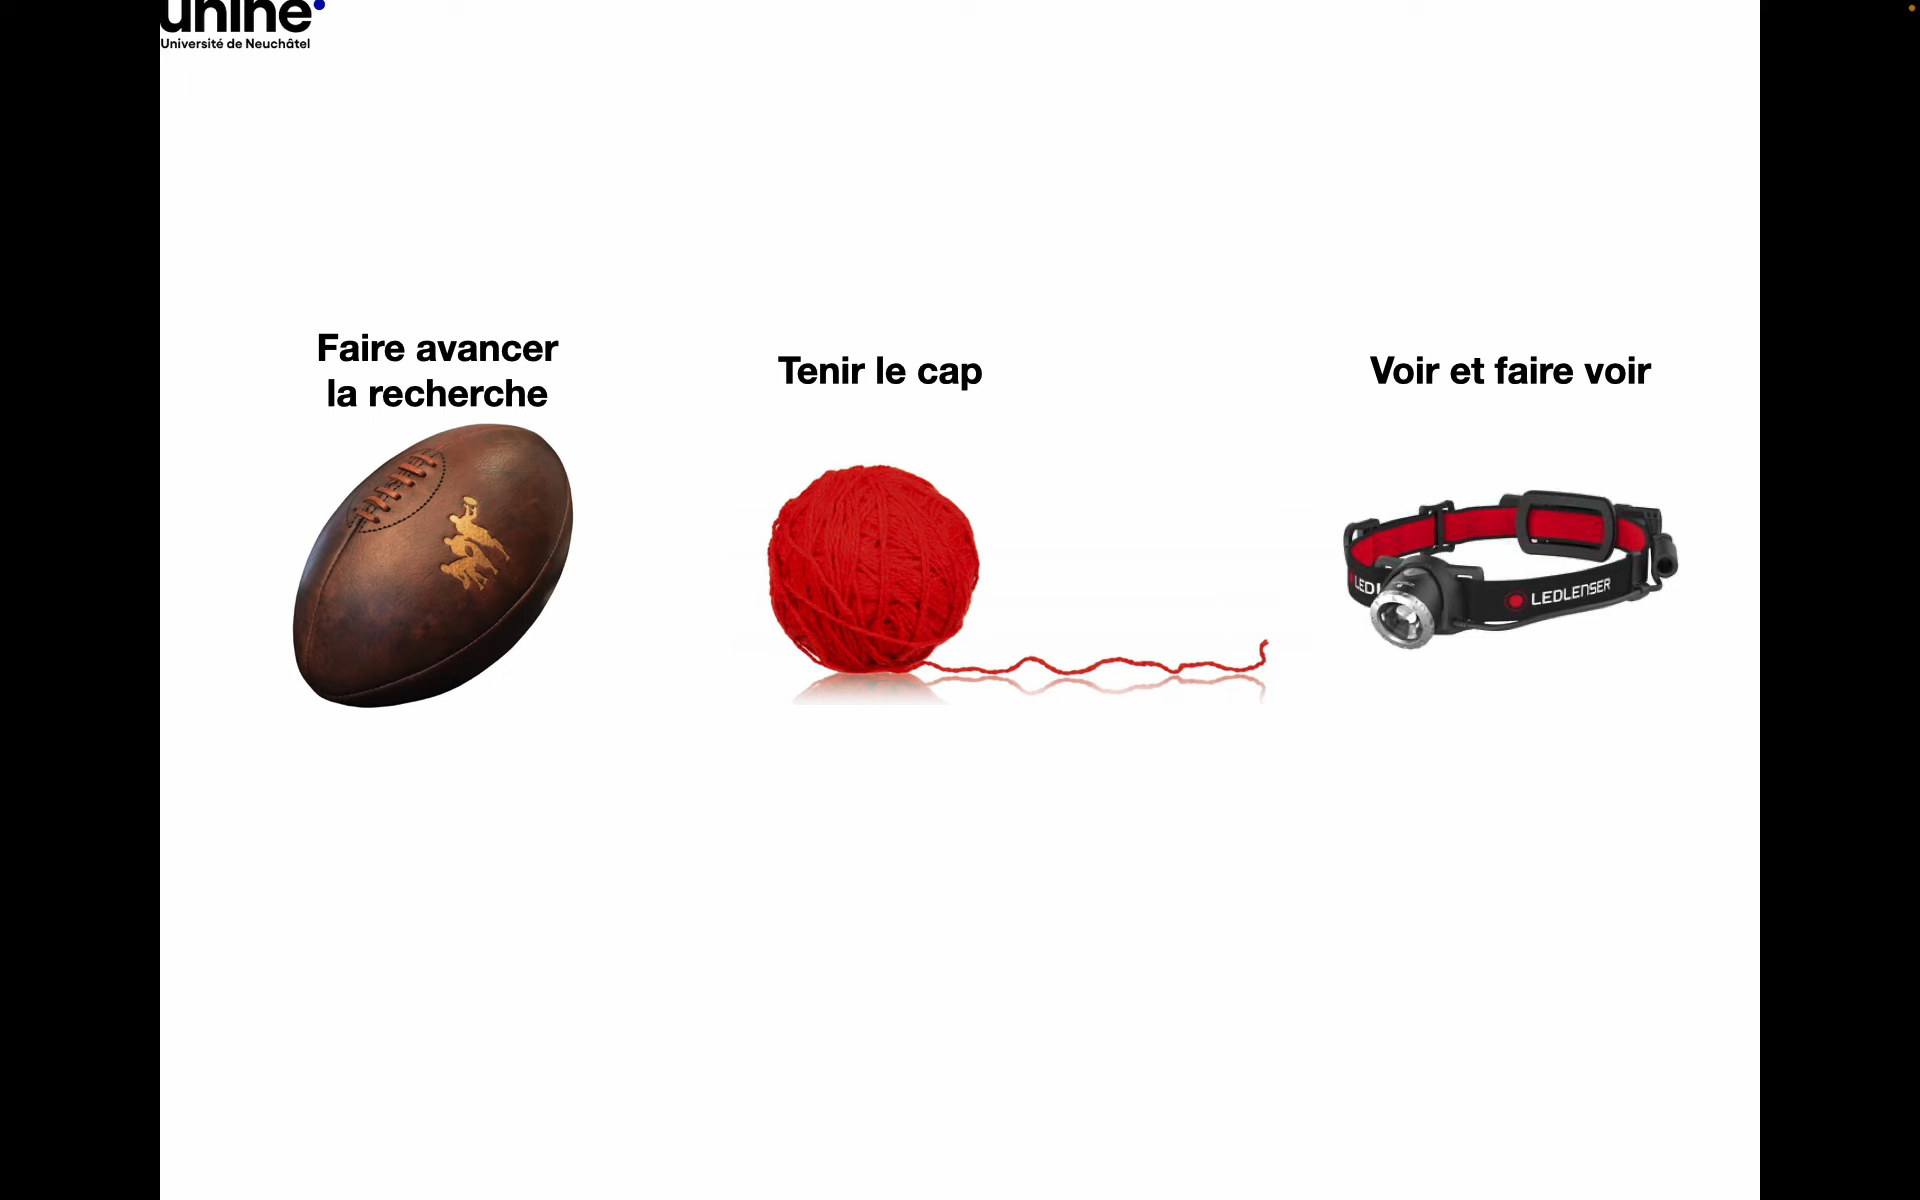 unine
Université de Neuchâtel
Faire avancer
la recherche
Tenir le cap
Voir et faire voir
LEDLENSER